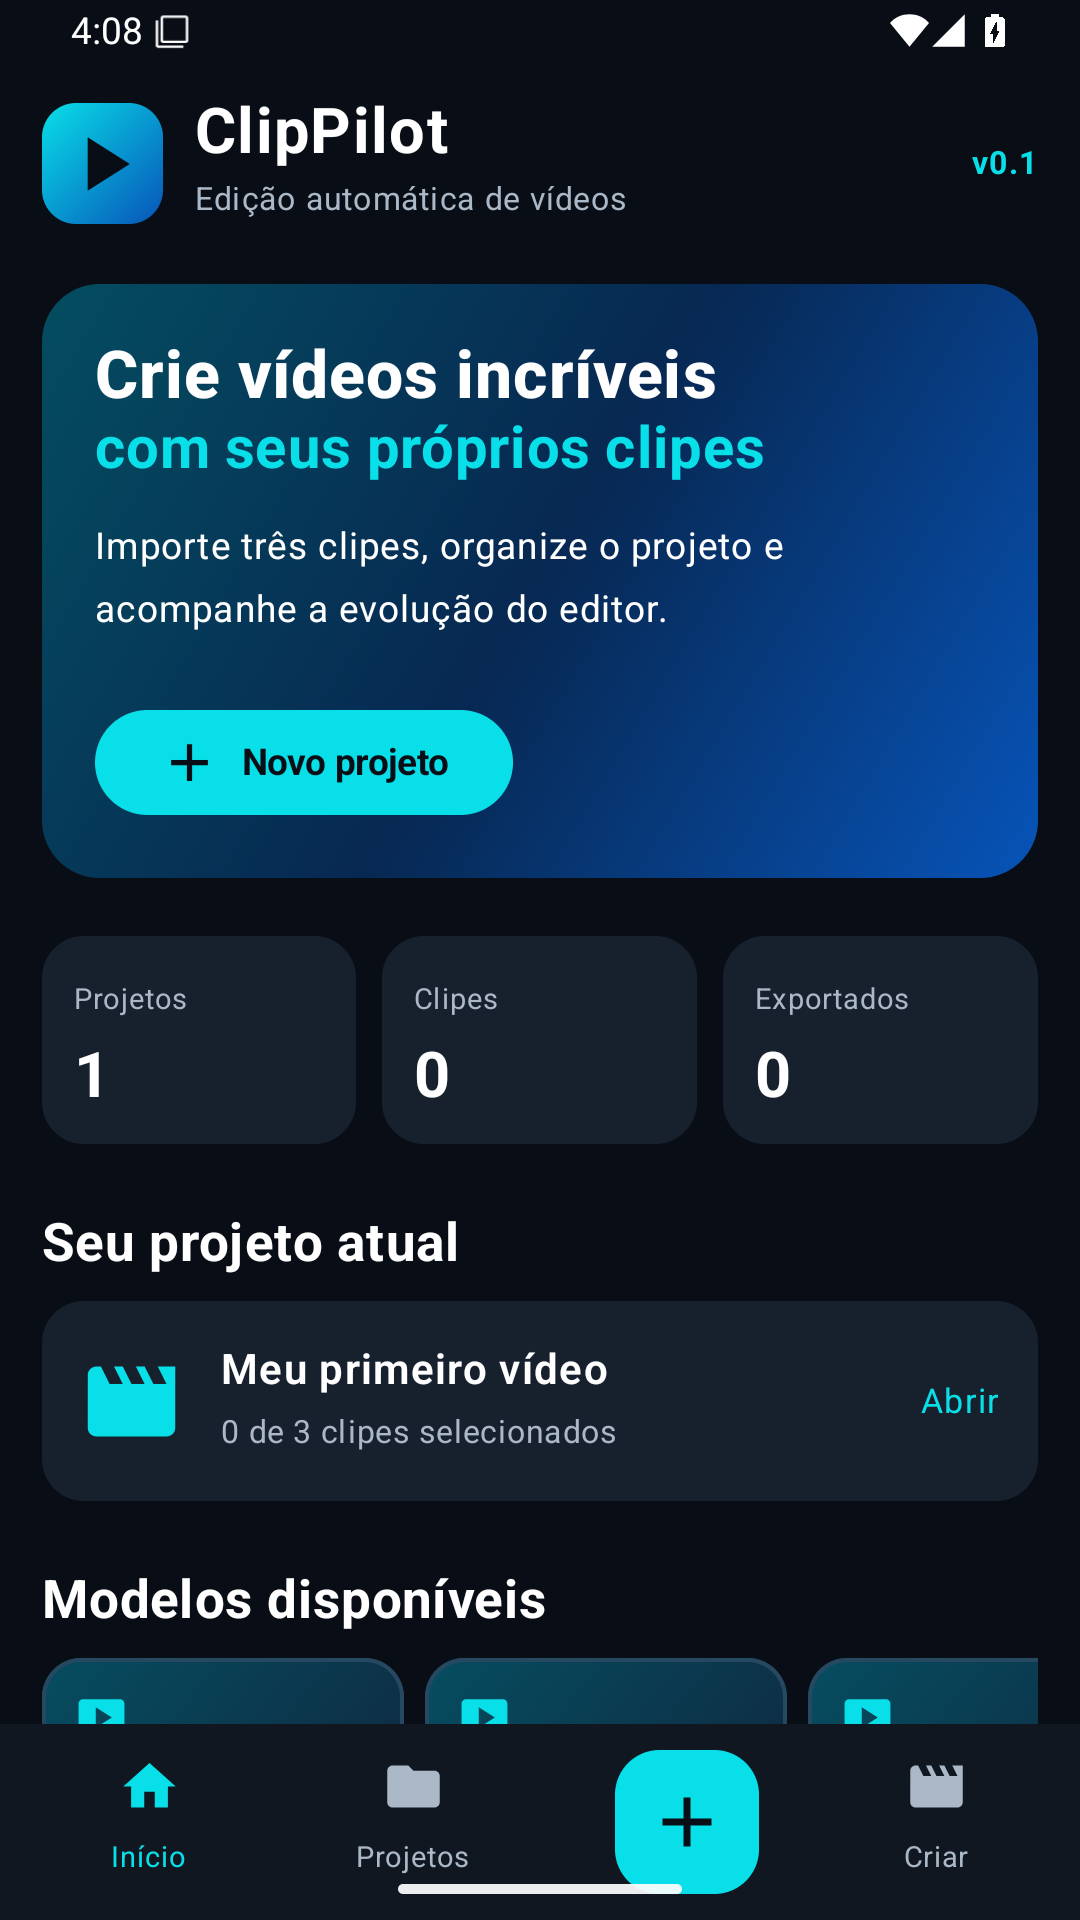 4:08
ClipPilot
Edição automática de vídeos
v0.1
Crie vídeos incríveis
com seus próprios clipes
Importe três clipes, organize o projeto e
acompanhe a evolução do editor.
Novo projeto
Projetos
1
Clipes
0
Exportados
0
Seu projeto atual
Meu primeiro vídeo
0 de 3 clipes selecionados
Abrir
Modelos disponíveis
Início
Projetos
Criar